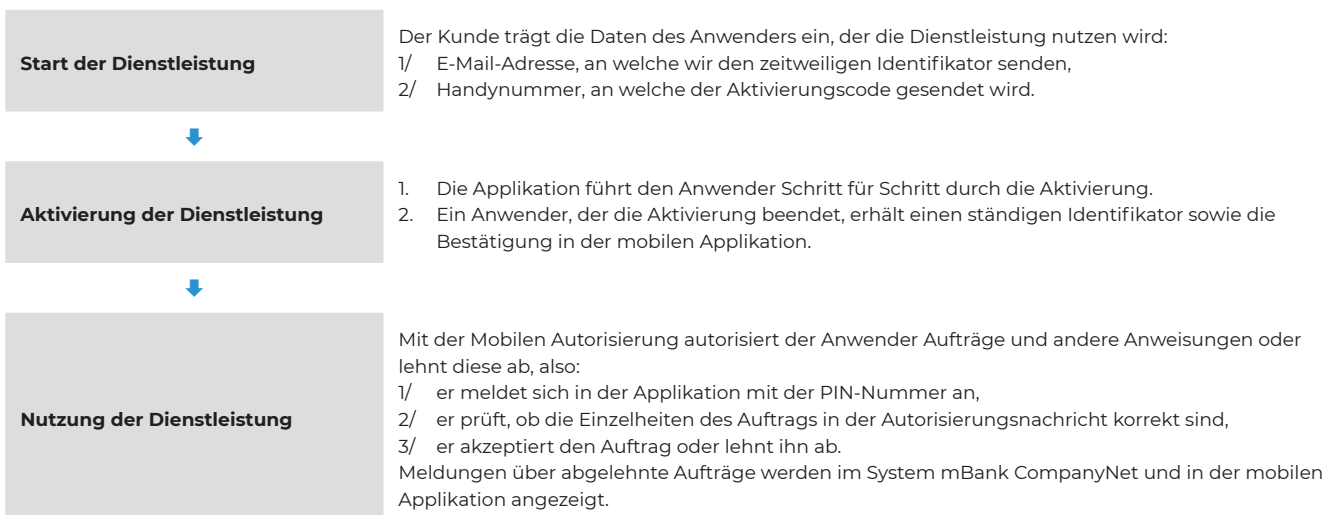 Start der Dienstleistung
Der Kunde trägt die Daten des Anwenders ein, der die Dienstleistung nutzen wird:
1/ E-Mail-Adresse, an welche wir den zeitweiligen Identifikator senden,
2/ Handynummer, an welche der Aktivierungscode gesendet wird.
Aktivierung der Dienstleistung
1. Die Applikation führt den Anwender Schritt für Schritt durch die Aktivierung.
2. Ein Anwender, der die Aktivierung beendet, erhält einen ständigen Identifikator sowie die
Bestätigung in der mobilen Applikation.
Nutzung der Dienstleistung
Mit der Mobilen Autorisierung autorisiert der Anwender Aufträge und andere Anweisungen oder
lehnt diese ab, also:
1/ er meldet sich in der Applikation mit der PIN-Nummer an,
2/ er prüft, ob die Einzelheiten des Auftrags in der Autorisierungsnachricht korrekt sind,
3/ er akzeptiert den Auftrag oder lehnt ihn ab.
Meldungen über abgelehnte Aufträge werden im System mBank CompanyNet und in der mobilen
Applikation angezeigt.